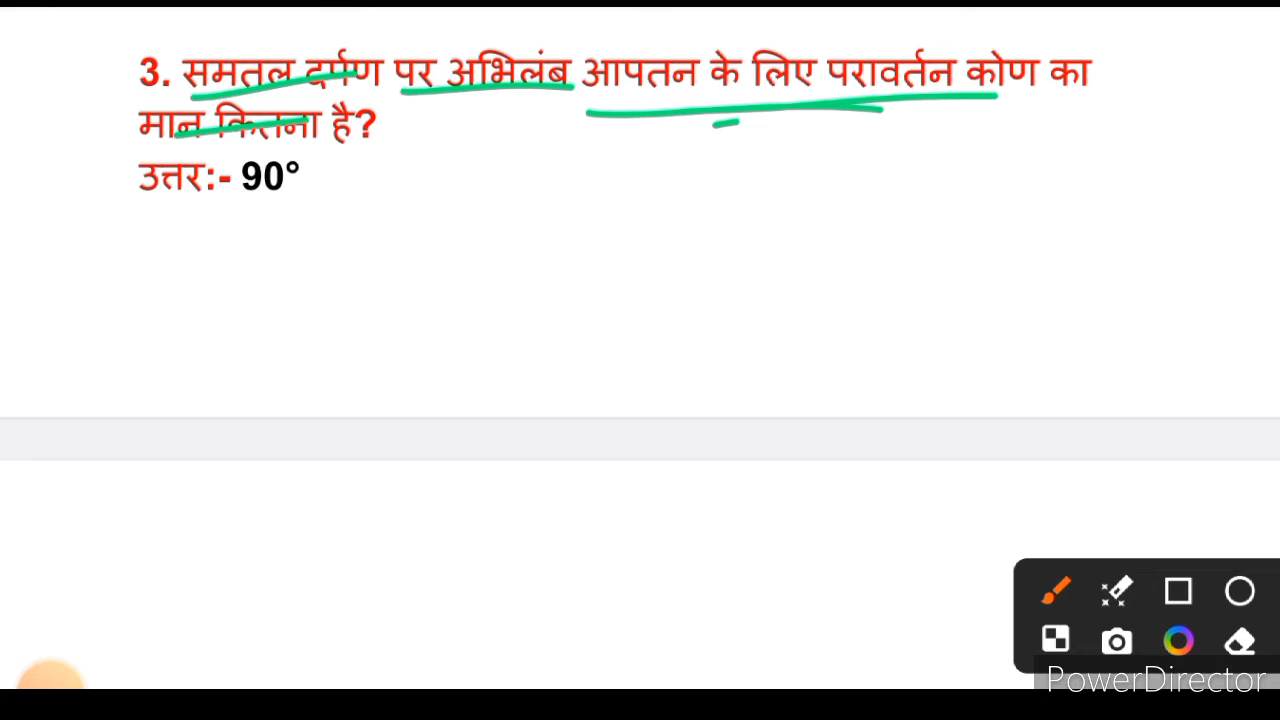 3. समतल दर्पण पर अभिलंब आपतन के लिए परावर्तन कोण का
मान कितना है?
उत्तर:- 90°
PowerDirector